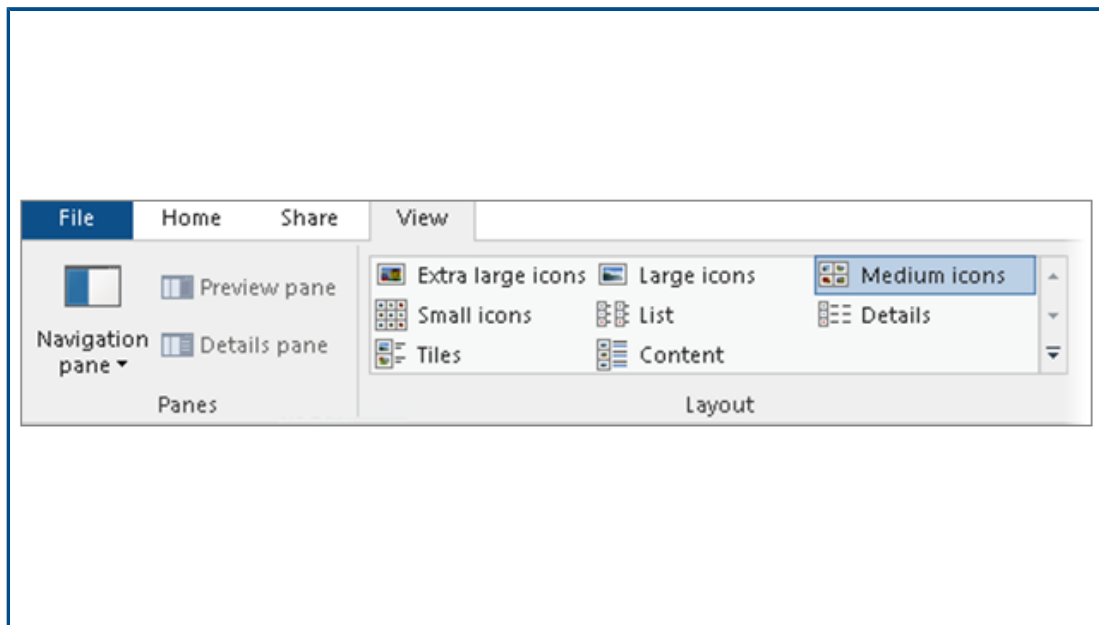 File Home Share View
Preview pane
Details pane
Navigation
pane
Extra large icons Large icons Medium icons
Small icons List Details
Tiles Content
Panes Layout